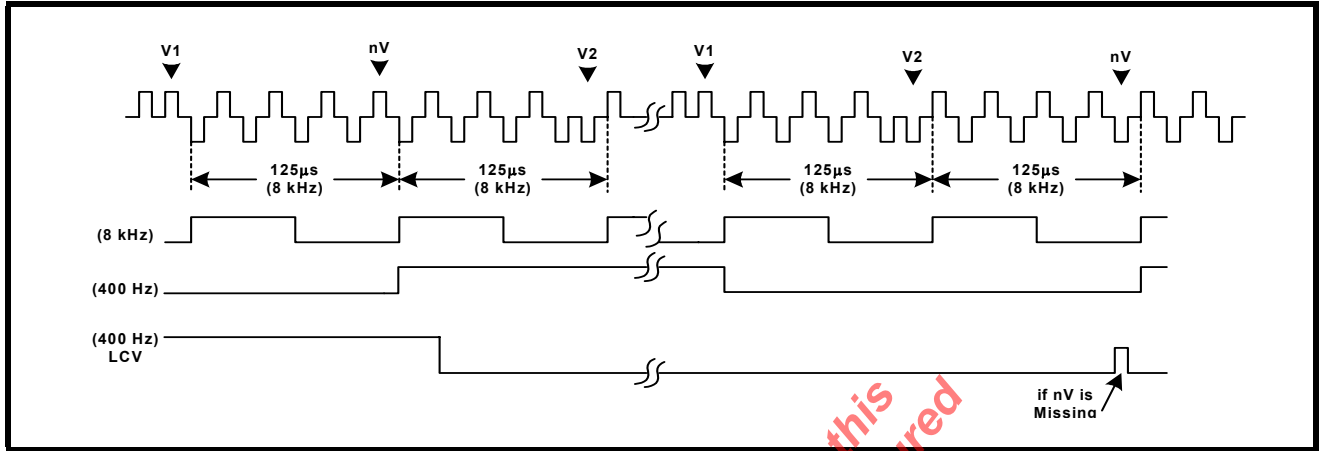 V1 nV V2 V1 V2 nV
125µs 125µs 125µs 125µs
(8 kHz) (8 kHz) (8 kHz) (8 kHz)
(8 kHz)
(400 Hz)
(400 Hz)
LCV
if nV is
Missing
this